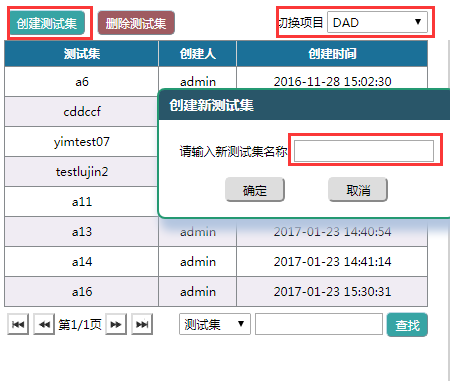 创建测试集 删除测试集 切换项目 DAD
测试集 创建人 创建时间
a6 admin 2016-11-28 15:02:30
cddccf
创建新测试集
yimtest07
请输入新测试集名称
testlujin2
a11
确定 取消
a13 admin 2017-01-23 14:40:54
a14 admin 2017-01-23 14:41:14
a16 admin 2017-01-23 15:30:31
第1/1页 测试集 查找